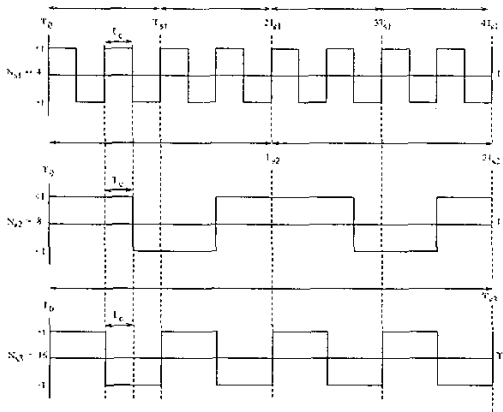 T0 Ts1 2Ts1 3Ts1 4Ts1
Tc
+1
Ns1 = 4 t
-1
Ts2 2Ts2
T0
Tc
+1
Ns2 = 8 t
-1
T0 Ts3
Tc
+1
Ns3 = 16 T
-1